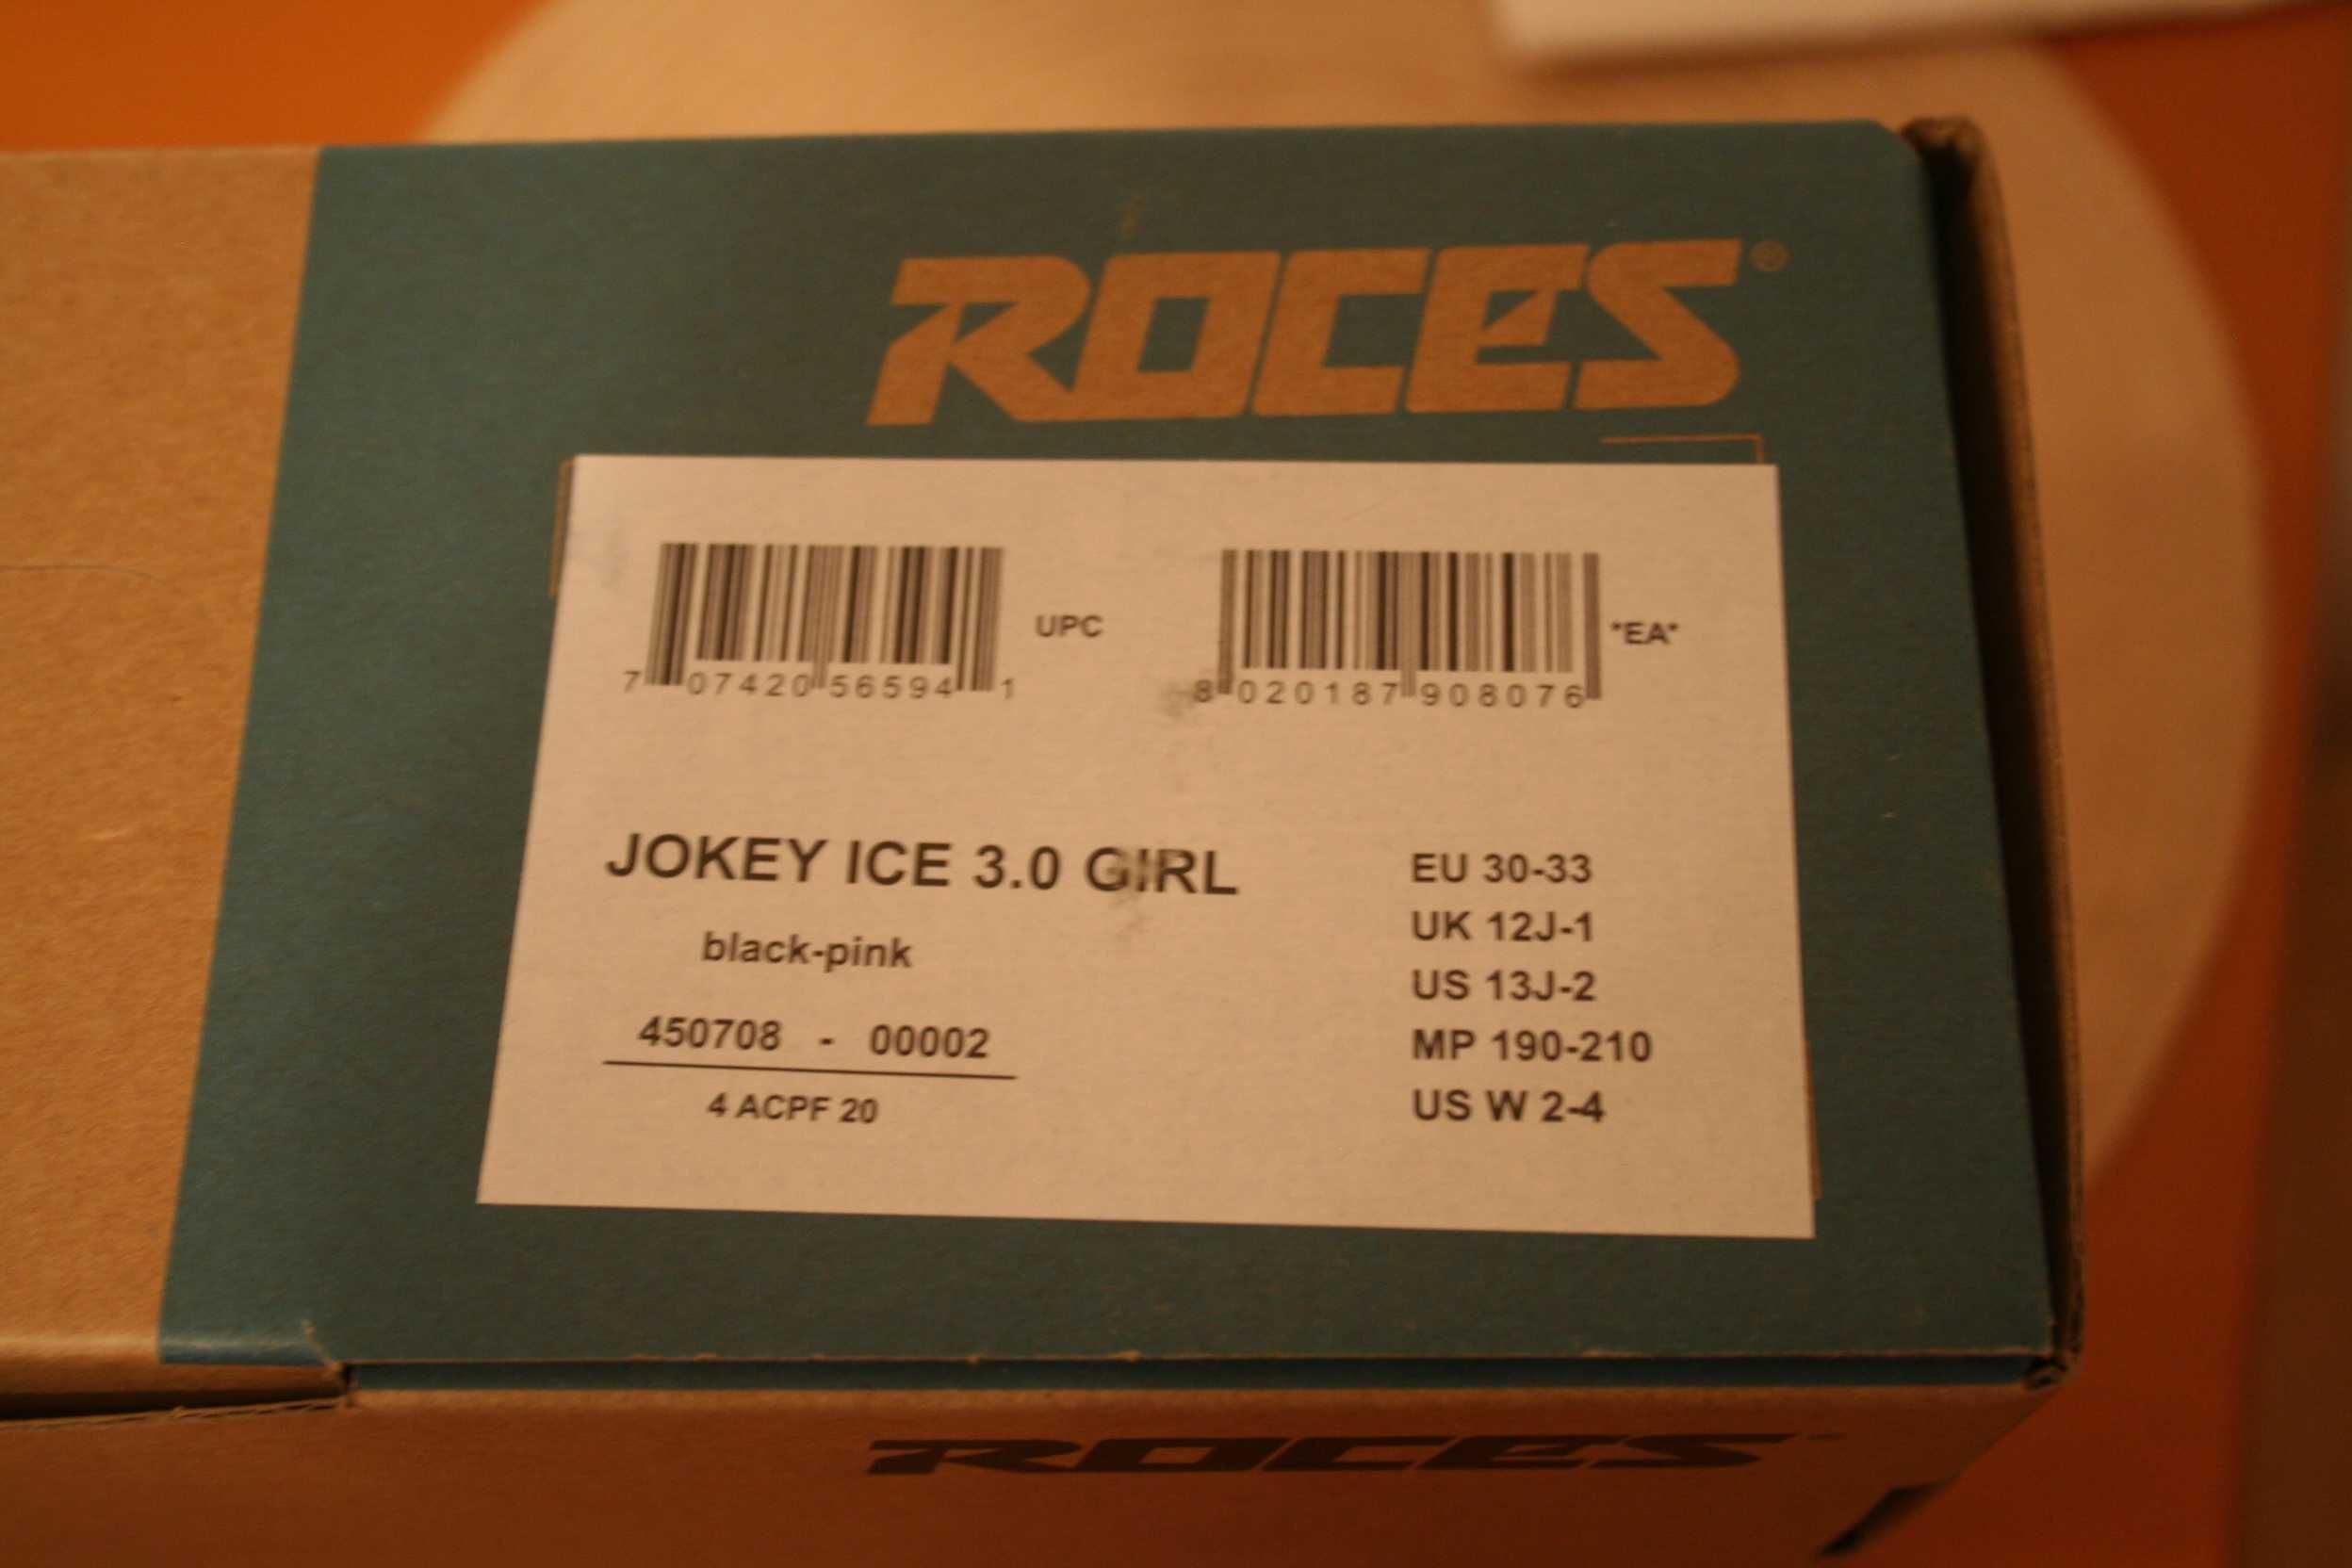 ROCES®
UPC
*EA*
7 07420 56594 1
8 020187 908076
JOKEY ICE 3.0 GIRL
black-pink
450708 - 00002
4 ACPF 20
EU 30-33
UK 12J-1
US 13J-2
MP 190-210
US W 2-4
ROCES